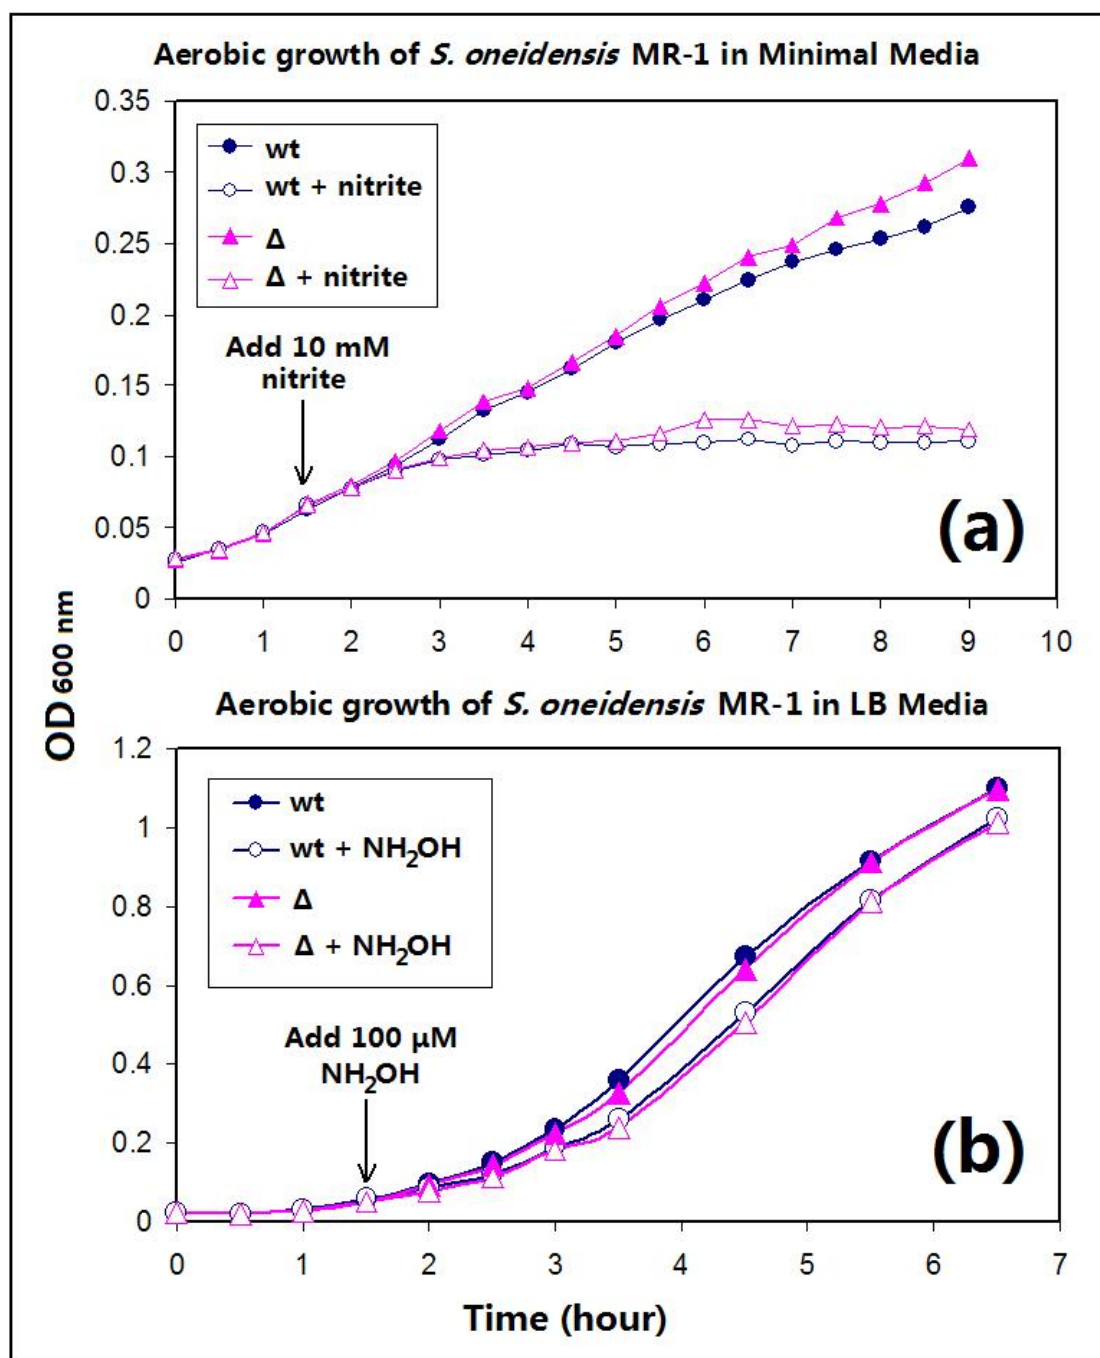 Aerobic growth of S. oneidensis MR-1 in Minimal Media
0.35
0.3
0.25
0.2
0.15
0.1
0.05
0
wt
wt + nitrite
Δ
Δ + nitrite
Add 10 mM
nitrite
(a)
0 1 2 3 4 5 6 7 8 9 10
OD 600 nm
Aerobic growth of S. oneidensis MR-1 in LB Media
1.2
1
0.8
0.6
0.4
0.2
0
wt
wt + NH₂OH
Δ
Δ + NH₂OH
Add 100 µM
NH₂OH
(b)
0 1 2 3 4 5 6 7
Time (hour)